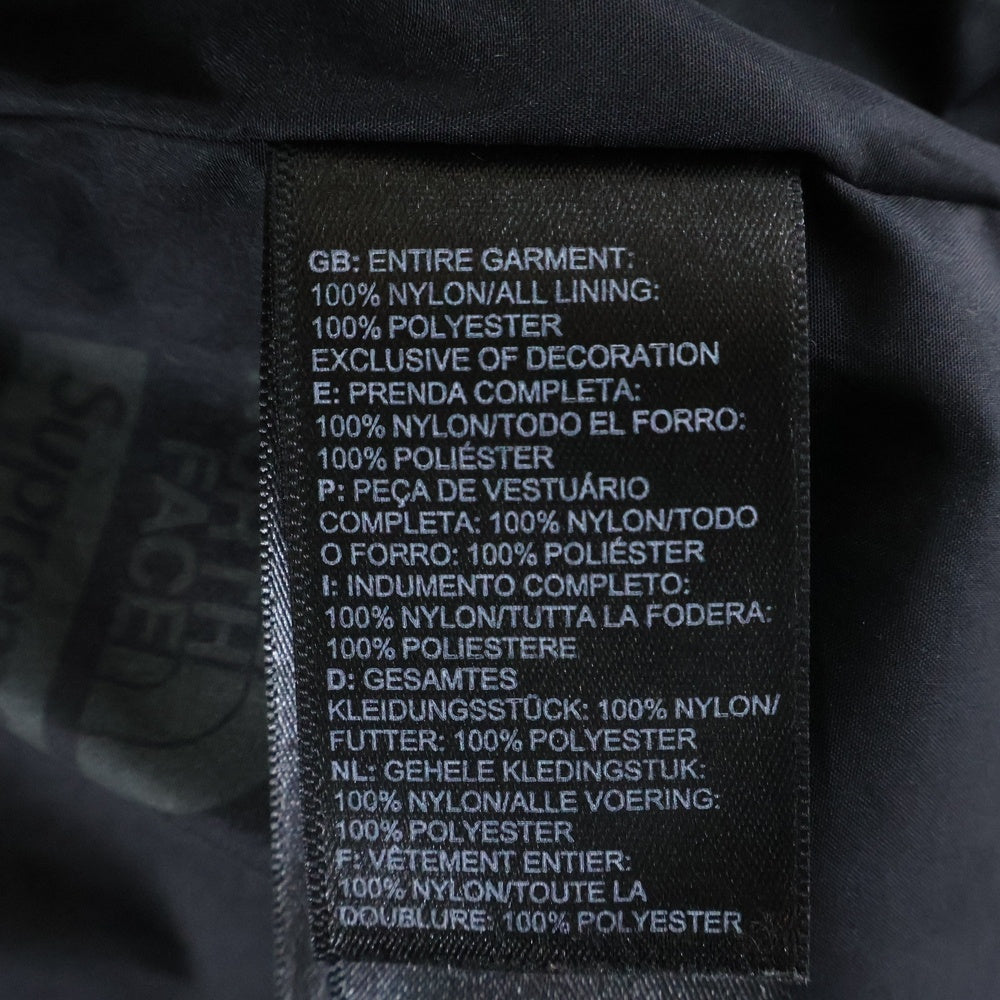 GB: ENTIRE GARMENT:
100% NYLON/ALL LINING:
100% POLYESTER
EXCLUSIVE OF DECORATION
E: PRENDA COMPLETA:
100% NYLON/TODO EL FORRO:
100% POLIÉSTER
P: PEÇA DE VESTUÁRIO
COMPLETA: 100% NYLON/TODO
O FORRO: 100% POLIÉSTER
I: INDUMENTO COMPLETO:
100% NYLON/TUTTA LA FODERA:
100% POLIESTERE
D: GESAMTES
KLEIDUNGSSTÜCK: 100% NYLON/
FUTTER: 100% POLYESTER
NL: GEHELE KLEDINGSTUK:
100% NYLON/ALLE VOERING:
100% POLYESTER
F: VÊTEMENT ENTIER:
100% NYLON/TOUTE LA
DOUBLURE: 100% POLYESTER
FACE